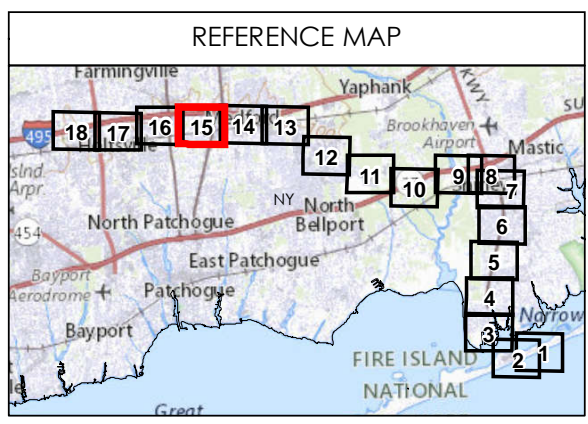 REFERENCE MAP
Farmingville
Yaphank
KWY
SU
495
18
17
16
15
14
13
Brookhaven
Airport
Mastic
12
11
10
9
8
7
Islnd.
Arpr.
NY
North
Bellport
North Patchogue
6
454
East Patchogue
5
Bayport
Aerodrome
Patchogue
4
Narrow
Bayport
3
FIRE ISLAND
NATIONAL
2
1
Great